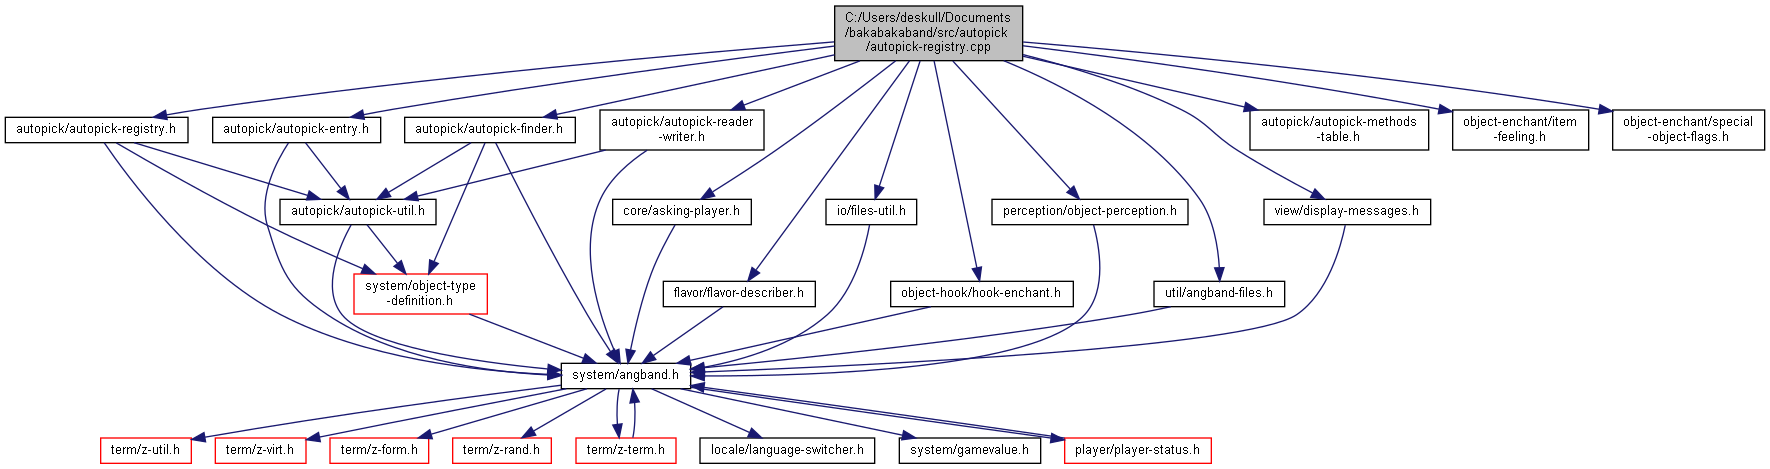 C:/Users/deskull/Documents
/bakabakaband/src/autopick
/autopick-registry.cpp
autopick/autopick-registry.h
autopick/autopick-entry.h
autopick/autopick-finder.h
autopick/autopick-reader
-writer.h
autopick/autopick-methods
-table.h
object-enchant/item
-feeling.h
object-enchant/special
-object-flags.h
autopick/autopick-util.h
core/asking-player.h
io/files-util.h
perception/object-perception.h
view/display-messages.h
system/object-type
-definition.h
flavor/flavor-describer.h
object-hook/hook-enchant.h
util/angband-files.h
system/angband.h
term/z-util.h
term/z-virt.h
term/z-form.h
term/z-rand.h
term/z-term.h
locale/language-switcher.h
system/gamevalue.h
player/player-status.h